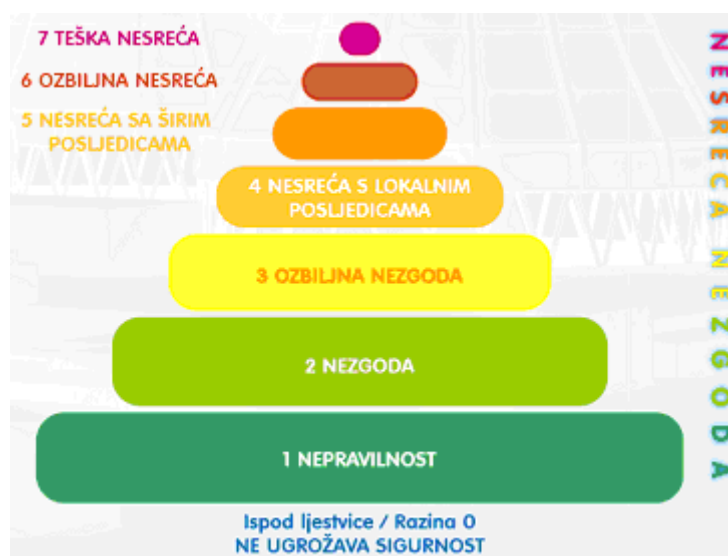 7 TEŠKA NESREĆA
6 OZBILJNA NESREĆA
5 NESREĆA SA ŠIRIM
POSLJEDICAMA
4 NESREĆA S LOKALNIM
POSLJEDICAMA
3 OZBILJNA NEZGODA
2 NEZGODA
1 NEPRAVILNOST
Ispod ljestvice / Razina 0
NE UGROŽAVA SIGURNOST
NESREĆA NEZGODA